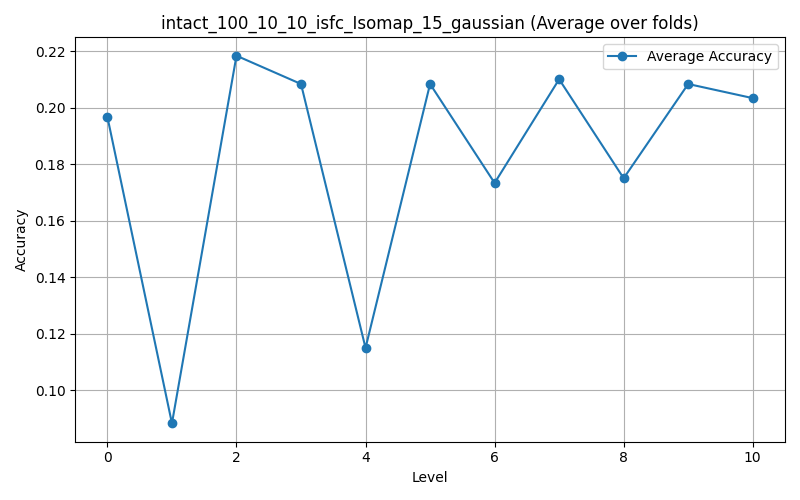 intact_100_10_10_isfc_Isomap_15_gaussian (Average over folds)
Average Accuracy
0.22
0.20
0.18
0.16
0.14
0.12
0.10
Accuracy
0 2 4 6 8 10
Level